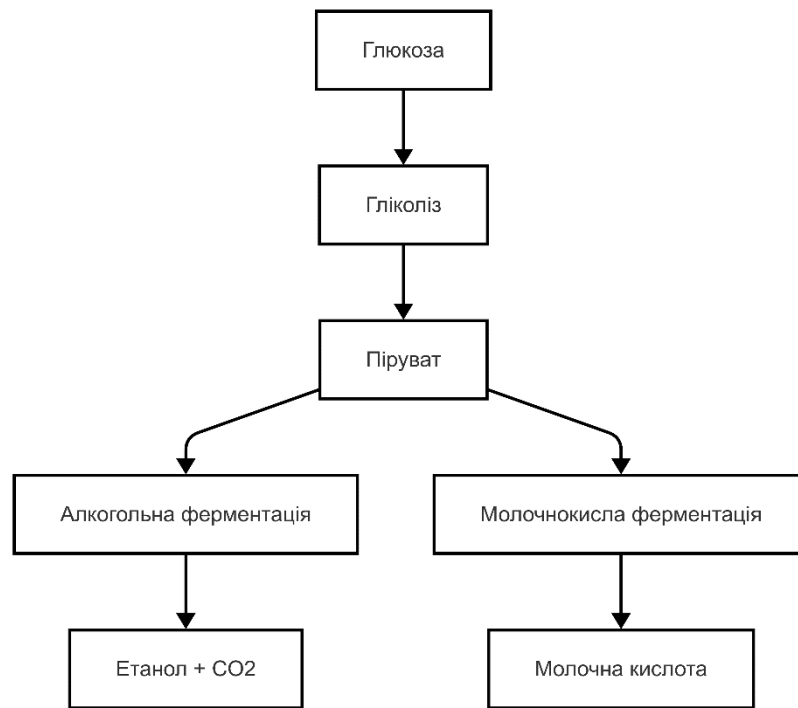 Глюкоза
Гліколіз
Піруват
Алкогольна ферментація
Молочнокисла ферментація
Етанол + CO2
Молочна кислота